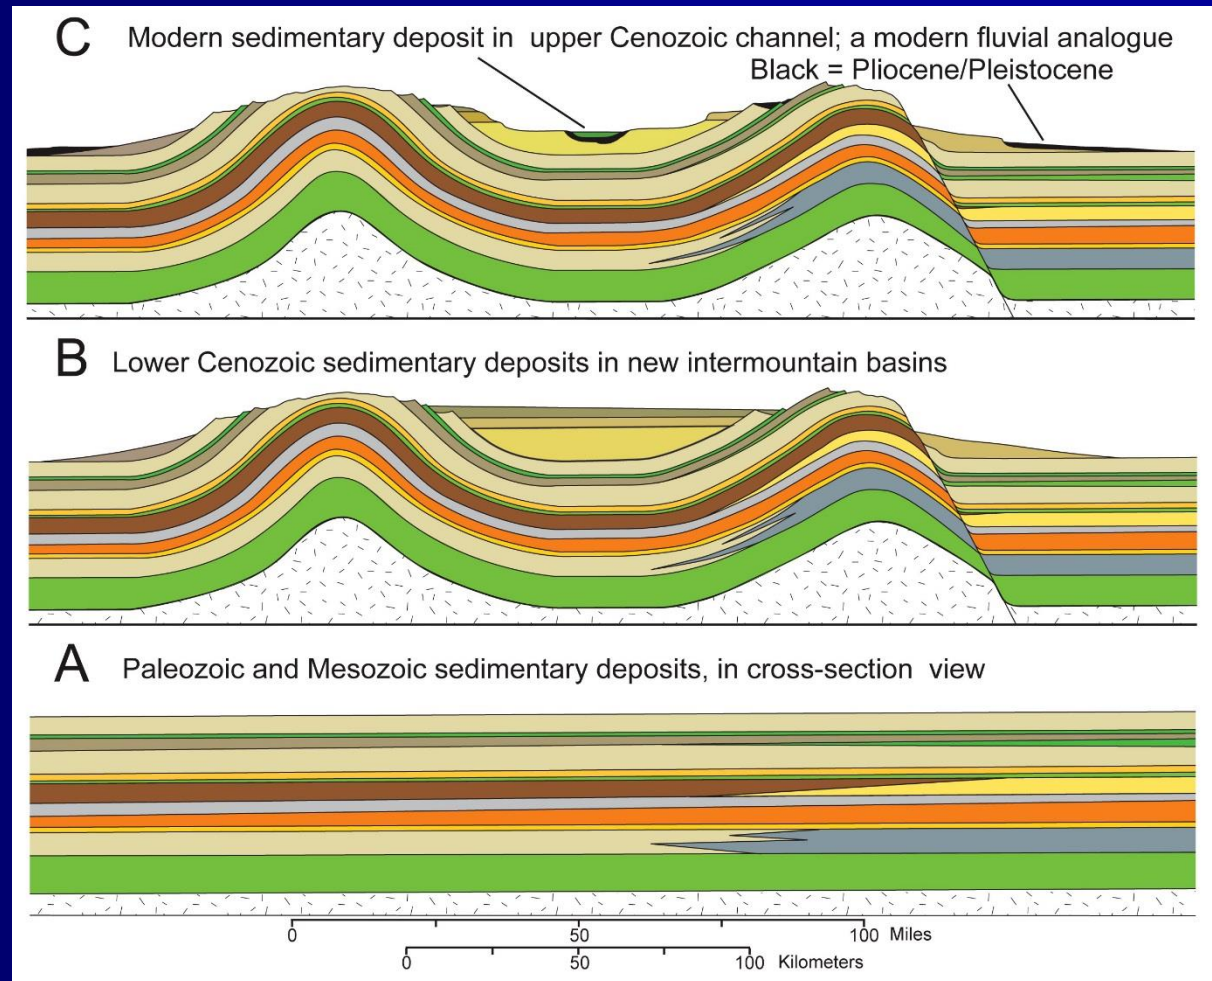 C Modern sedimentary deposit in upper Cenozoic channel; a modern fluvial analogue
Black = Pliocene/Pleistocene
B Lower Cenozoic sedimentary deposits in new intermountain basins
A Paleozoic and Mesozoic sedimentary deposits, in cross-section view
0 50 100 Miles
0 50 100 Kilometers